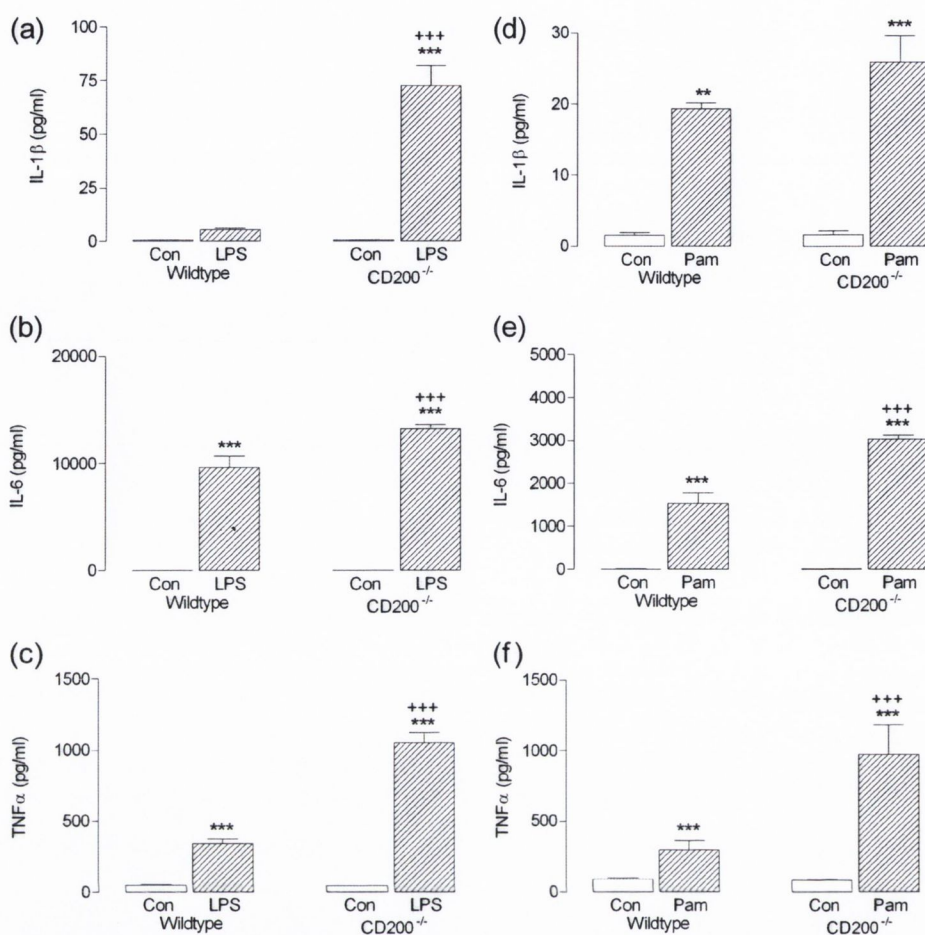 (a)
100
75
50
25
0
IL-1β (pg/ml)
+++
***
Con LPS Con LPS
Wildtype CD200-/-
(d)
30
20
10
0
IL-1β (pg/ml)
**
***
Con Pam Con Pam
Wildtype CD200-/-
(b)
20000
10000
0
IL-6 (pg/ml)
***
+++
***
Con LPS Con LPS
Wildtype CD200-/-
(e)
5000
4000
3000
2000
1000
0
IL-6 (pg/ml)
***
+++
***
Con Pam Con Pam
Wildtype CD200-/-
(c)
1500
1000
500
0
TNFα (pg/ml)
***
+++
***
Con LPS Con LPS
Wildtype CD200-/-
(f)
1500
1000
500
0
TNFα (pg/ml)
***
+++
***
Con Pam Con Pam
Wildtype CD200-/-